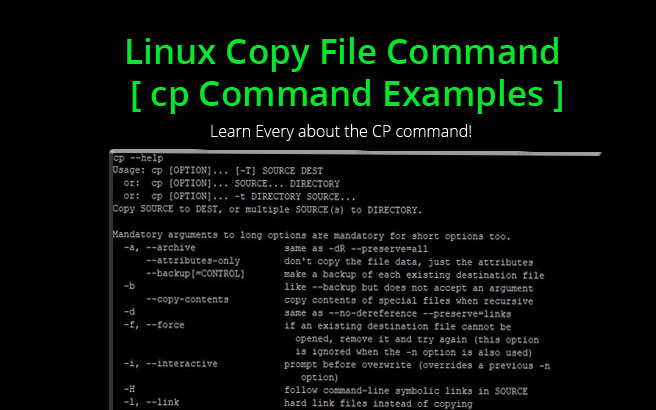 Linux Copy File Command
[ cp Command Examples ]
Learn Every about the CP command!
cp --help
Usage: cp [OPTION]... [-T] SOURCE DEST
or: cp [OPTION]... SOURCE... DIRECTORY
or: cp [OPTION]... -t DIRECTORY SOURCE...
Copy SOURCE to DEST, or multiple SOURCE(s) to DIRECTORY.
Mandatory arguments to long options are mandatory for short options too.
-a, --archive same as -dR --preserve=all
--attributes-only don't copy the file data, just the attributes
--backup[=CONTROL] make a backup of each existing destination file
-b like --backup but does not accept an argument
--copy-contents copy contents of special files when recursive
-d same as --no-dereference --preserve=links
-f, --force if an existing destination file cannot be
opened, remove it and try again (this option
is ignored when the -n option is also used)
-i, --interactive prompt before overwrite (overrides a previous -n
option)
-H follow command-line symbolic links in SOURCE
-l, --link hard link files instead of copying